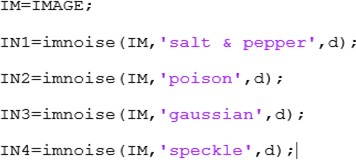 IM=IMAGE;
IN1=imnoise(IM,'salt & pepper',d);
IN2=imnoise(IM,'poison',d);
IN3=imnoise(IM,'gaussian',d);
IN4=imnoise(IM,'speckle',d);